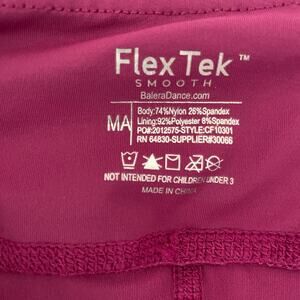 FlexTek™
SMOOTH
BaleraDance.com
MA
Body:74%Nylon 26%Spandex
Lining:92%Polyester 8%Spandex
PO#:2012575-STYLE:CF10301
RN 64830-SUPPLIER#30066
NOT INTENDED FOR CHILDREN UNDER 3
MADE IN CHINA